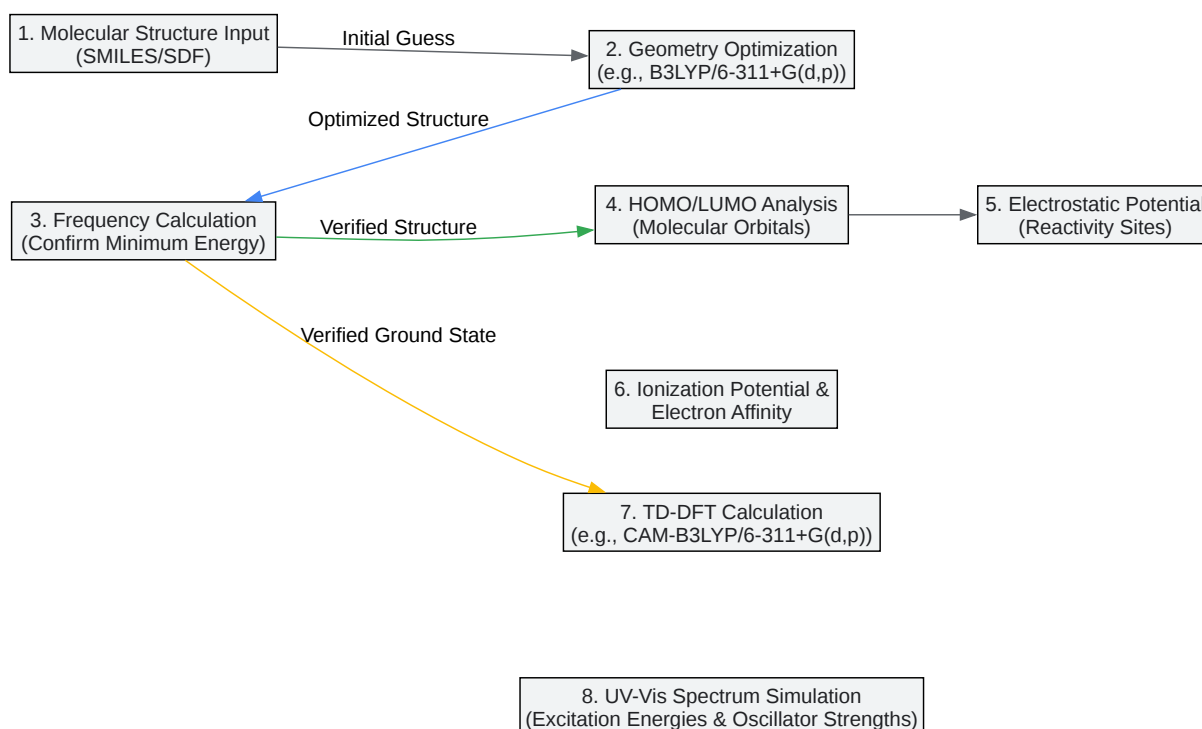 1. Molecular Structure Input
(SMILES/SDF)
Initial Guess
2. Geometry Optimization
(e.g., B3LYP/6-311+G(d,p))
Optimized Structure
3. Frequency Calculation
(Confirm Minimum Energy)
Verified Structure
4. HOMO/LUMO Analysis
(Molecular Orbitals)
5. Electrostatic Potential
(Reactivity Sites)
Verified Ground State
6. Ionization Potential &
Electron Affinity
7. TD-DFT Calculation
(e.g., CAM-B3LYP/6-311+G(d,p))
8. UV-Vis Spectrum Simulation
(Excitation Energies & Oscillator Strengths)